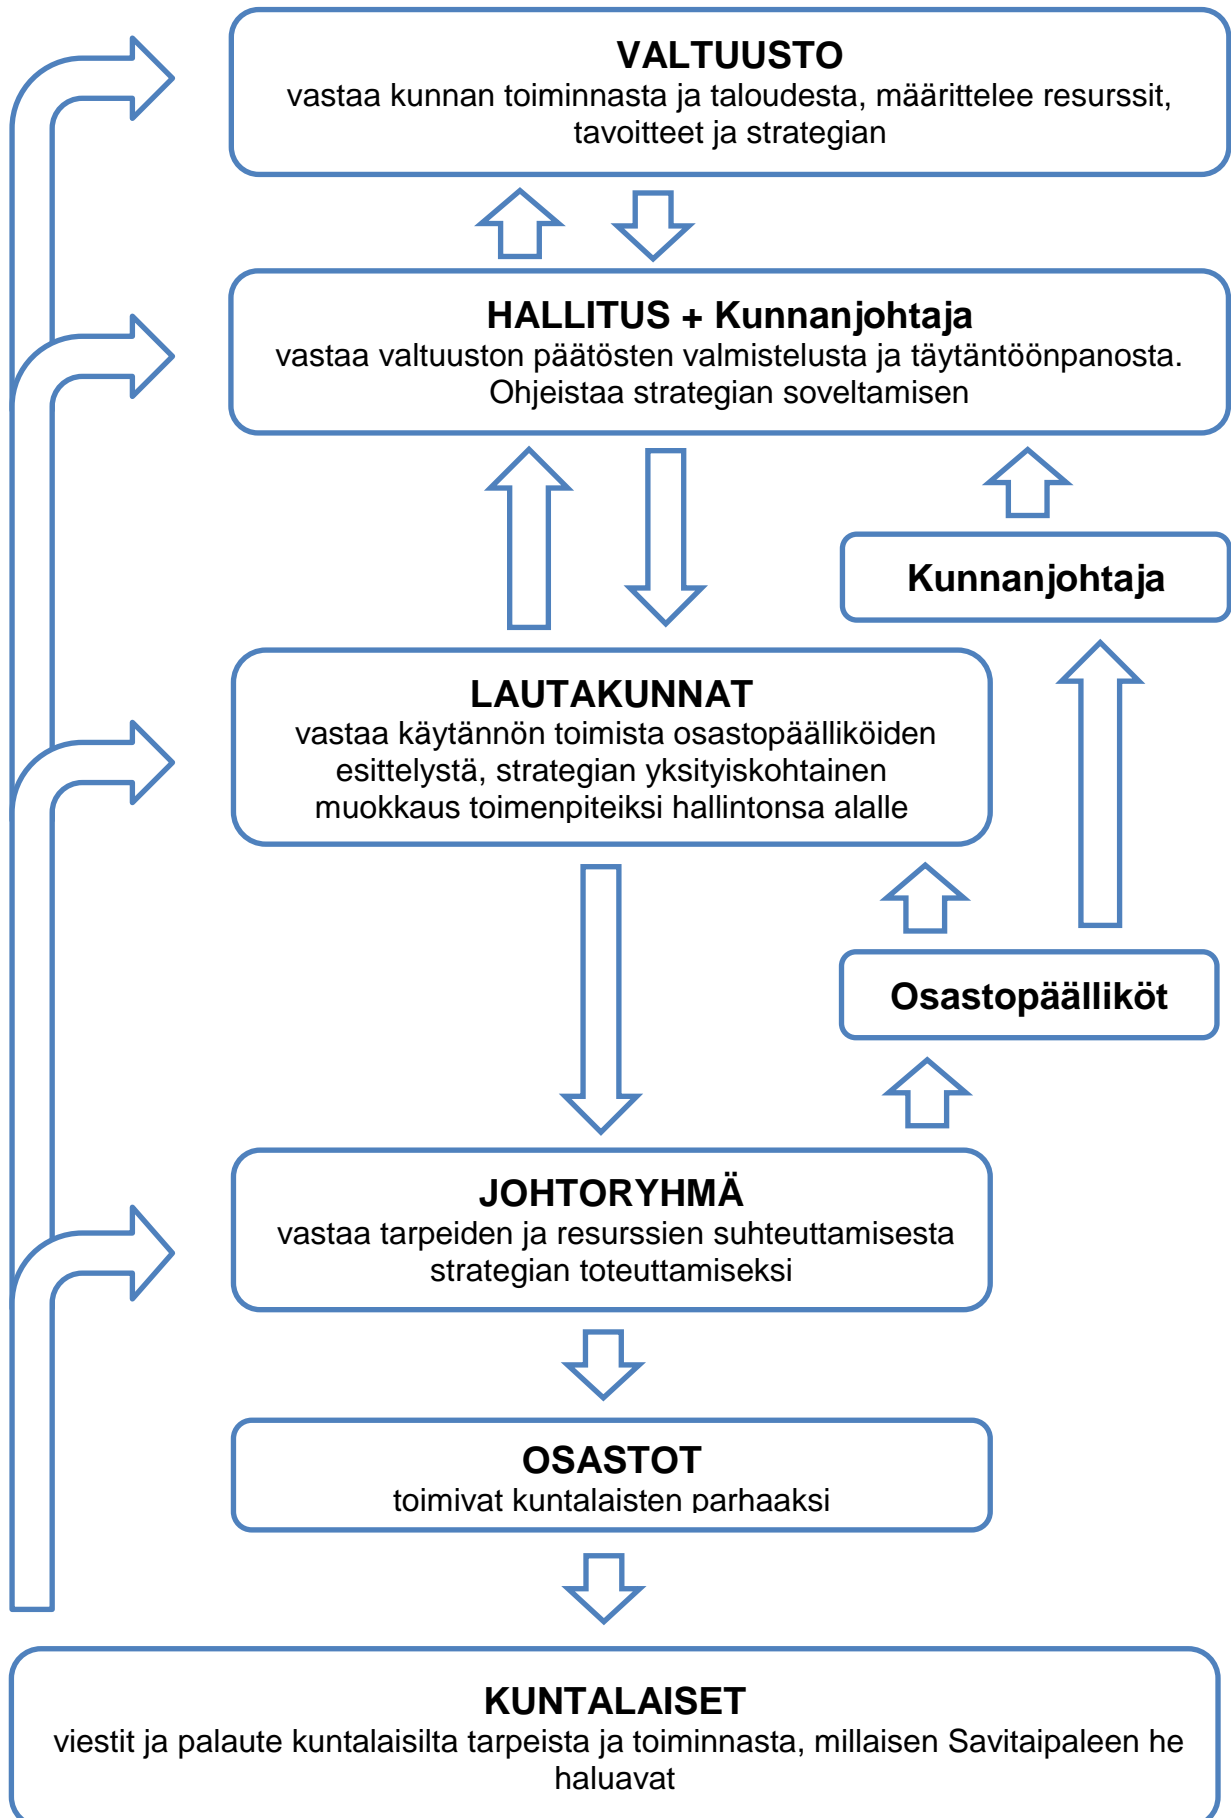 VALTUUSTO
vastaa kunnan toiminnasta ja taloudesta, määrittelee resurssit,
tavoitteet ja strategian
HALLITUS + Kunnanjohtaja
vastaa valtuuston päätösten valmistelusta ja täytäntöönpanosta.
Ohjeistaa strategian soveltamisen
Kunnanjohtaja
LAUTAKUNNAT
vastaa käytännön toimista osastopäälliköiden
esittelystä, strategian yksityiskohtainen
muokkaus toimenpiteiksi hallintonsa alalle
Osastopäälliköt
JOHTORYHMÄ
vastaa tarpeiden ja resurssien suhteuttamisesta
strategian toteuttamiseksi
OSASTOT
toimivat kuntalaisten parhaaksi
KUNTALAISET
viestit ja palaute kuntalaisilta tarpeista ja toiminnasta, millaisen Savitaipaleen he
haluavat